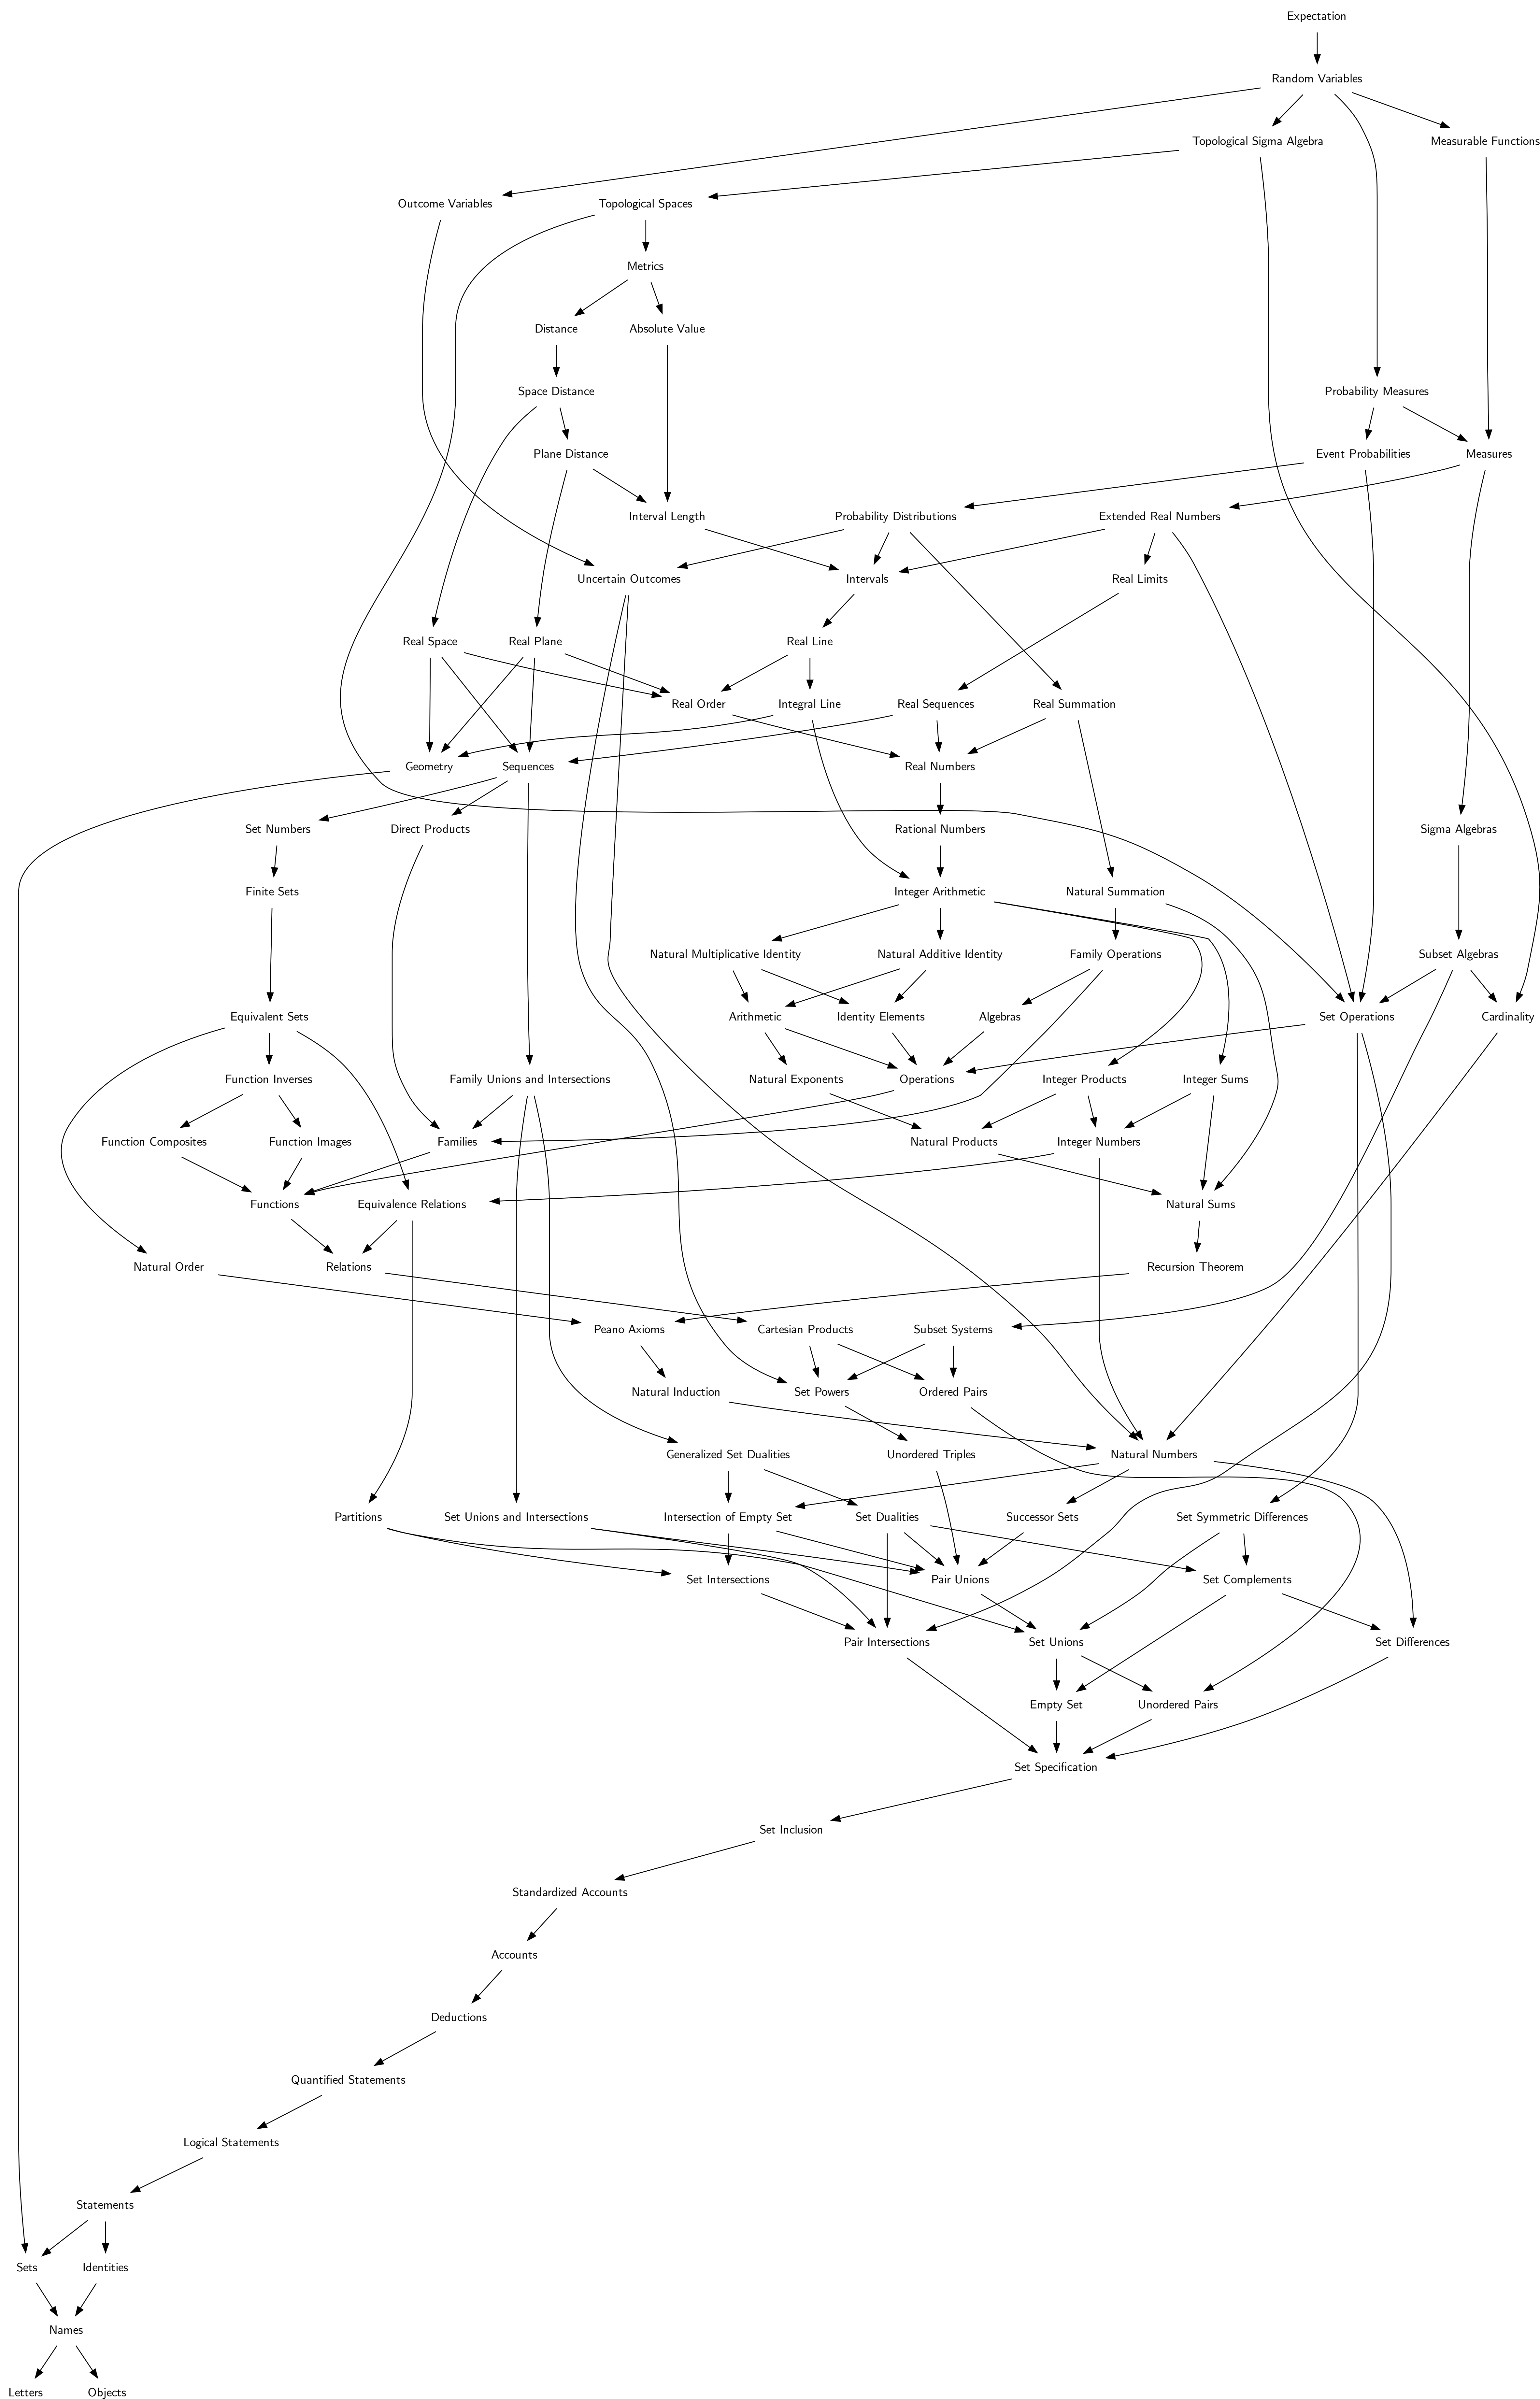 Expectation
Random Variables
Topological Sigma Algebra
Measurable Functions
Outcome Variables
Topological Spaces
Metrics
Distance
Absolute Value
Space Distance
Probability Measures
Plane Distance
Event Probabilities
Measures
Interval Length
Probability Distributions
Extended Real Numbers
Uncertain Outcomes
Intervals
Real Limits
Real Space
Real Plane
Real Line
Real Order
Integral Line
Real Sequences
Real Summation
Geometry
Sequences
Real Numbers
Set Numbers
Direct Products
Rational Numbers
Sigma Algebras
Finite Sets
Integer Arithmetic
Natural Summation
Natural Multiplicative Identity
Natural Additive Identity
Family Operations
Subset Algebras
Equivalent Sets
Arithmetic
Identity Elements
Algebras
Set Operations
Cardinality
Function Inverses
Family Unions and Intersections
Natural Exponents
Operations
Integer Products
Integer Sums
Function Composites
Function Images
Families
Natural Products
Integer Numbers
Functions
Equivalence Relations
Natural Sums
Natural Order
Relations
Recursion Theorem
Peano Axioms
Cartesian Products
Subset Systems
Natural Induction
Set Powers
Ordered Pairs
Generalized Set Dualities
Unordered Triples
Natural Numbers
Partitions
Set Unions and Intersections
Intersection of Empty Set
Set Dualities
Successor Sets
Set Symmetric Differences
Set Intersections
Pair Unions
Set Complements
Pair Intersections
Set Unions
Set Differences
Empty Set
Unordered Pairs
Set Specification
Set Inclusion
Standardized Accounts
Accounts
Deductions
Quantified Statements
Logical Statements
Statements
Sets
Identities
Names
Letters
Objects